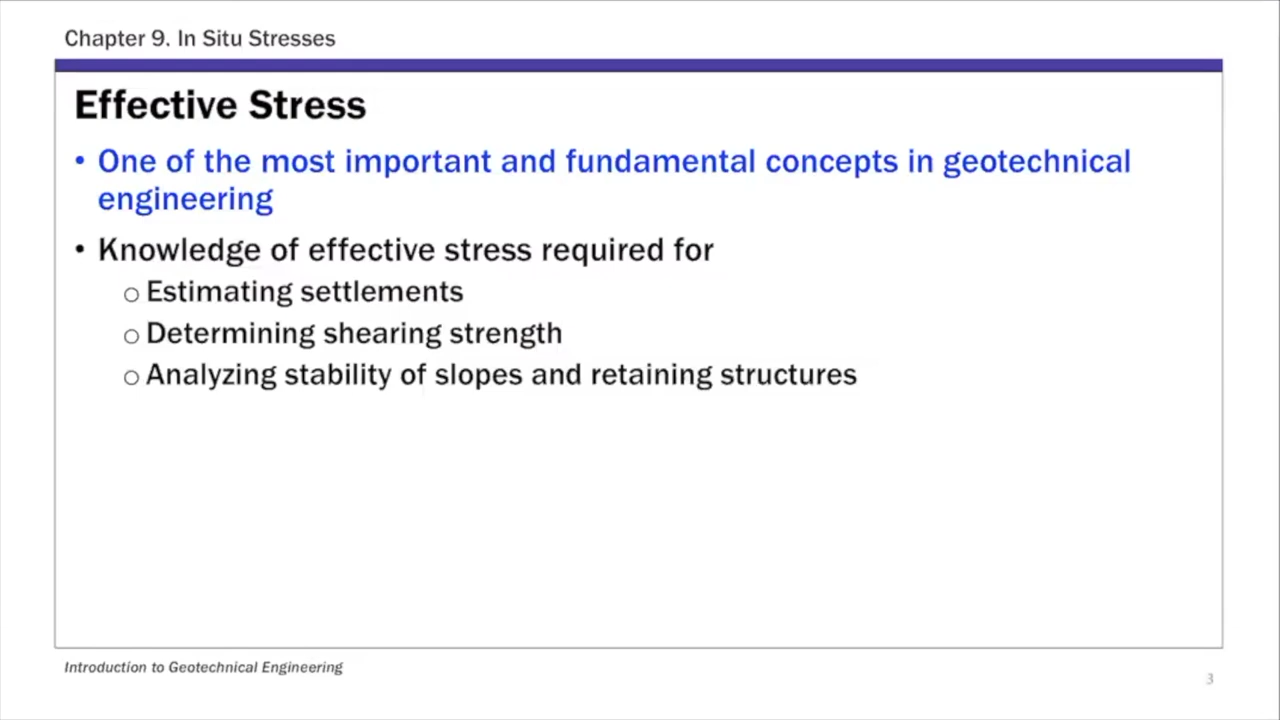 Chapter 9. In Situ Stresses
Effective Stress
• One of the most important and fundamental concepts in geotechnical
engineering
• Knowledge of effective stress required for
○ Estimating settlements
○ Determining shearing strength
○ Analyzing stability of slopes and retaining structures
Introduction to Geotechnical Engineering
3